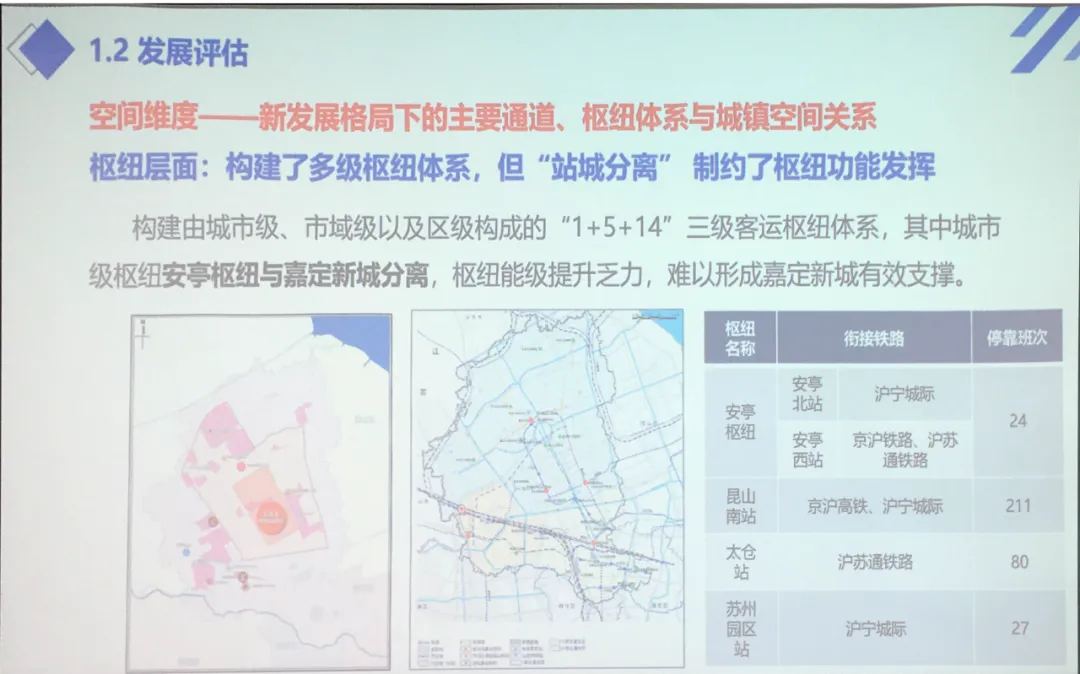 1.2 发展评估
空间维度——新发展格局下的主要通道、枢纽体系与城镇空间关系
枢纽层面：构建了多级枢纽体系，但“站城分离” 制约了枢纽功能发挥
构建由城市级、市域级以及区级构成的“1+5+14”三级客运枢纽体系，其中城市
级枢纽安亭枢纽与嘉定新城分离，枢纽能级提升乏力，难以形成嘉定新城有效支撑。
枢纽
名称
衔接铁路
停靠班次
安亭
枢纽
安亭
北站
沪宁城际
24
安亭
西站
京沪铁路、沪苏
通铁路
昆山
南站
京沪高铁、沪宁城际
211
太仓
站
沪苏通铁路
80
苏州
园区
站
沪宁城际
27